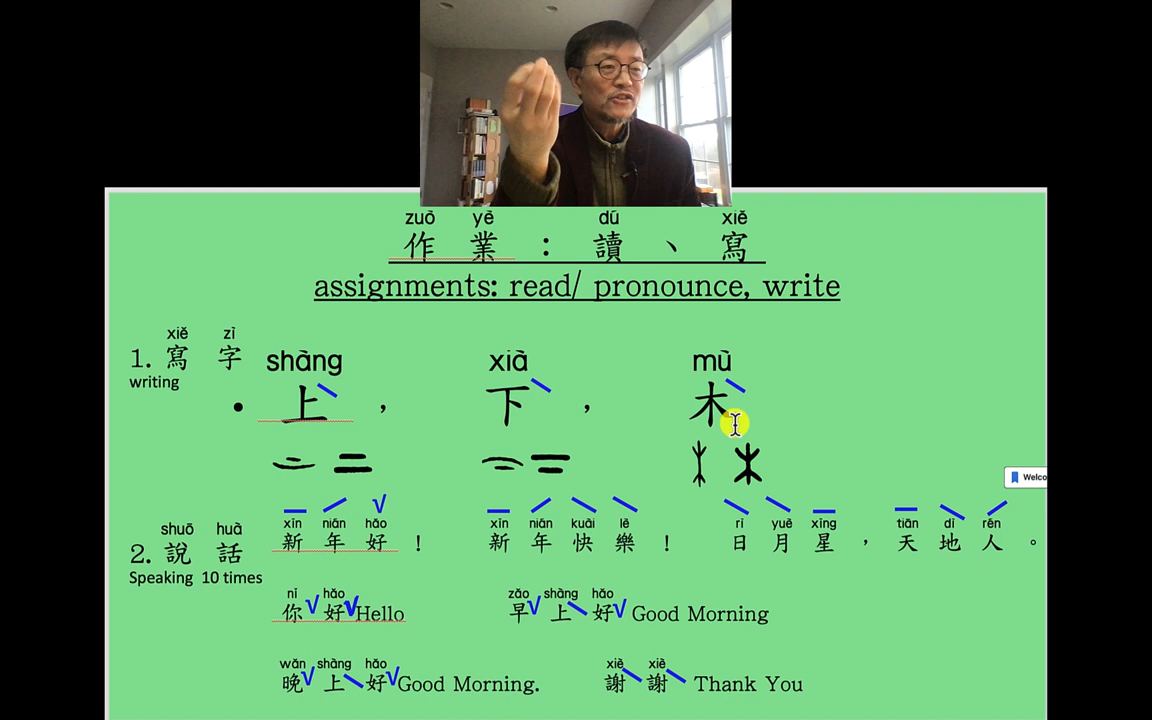 zuò yè dú xiě
作 業 : 讀 、 寫
assignments: read/ pronounce, write
xiě zì
1. 寫 字 shàng xià mù
writing
• 上 , 下 , 木
Welco
shuō huà
2. 說 話
Speaking 10 times
xīn nián hǎo xīn nián kuài lè rì yuè xīng tiān dì rén
新 年 好 ! 新 年 快 樂 ! 日 月 星 , 天 地 人 。
nǐ hǎo zǎo shàng hǎo
你 好 Hello 早 上 好 Good Morning
wǎn shàng hǎo xiè xiè
晚 上 好 Good Morning. 謝 謝 Thank You